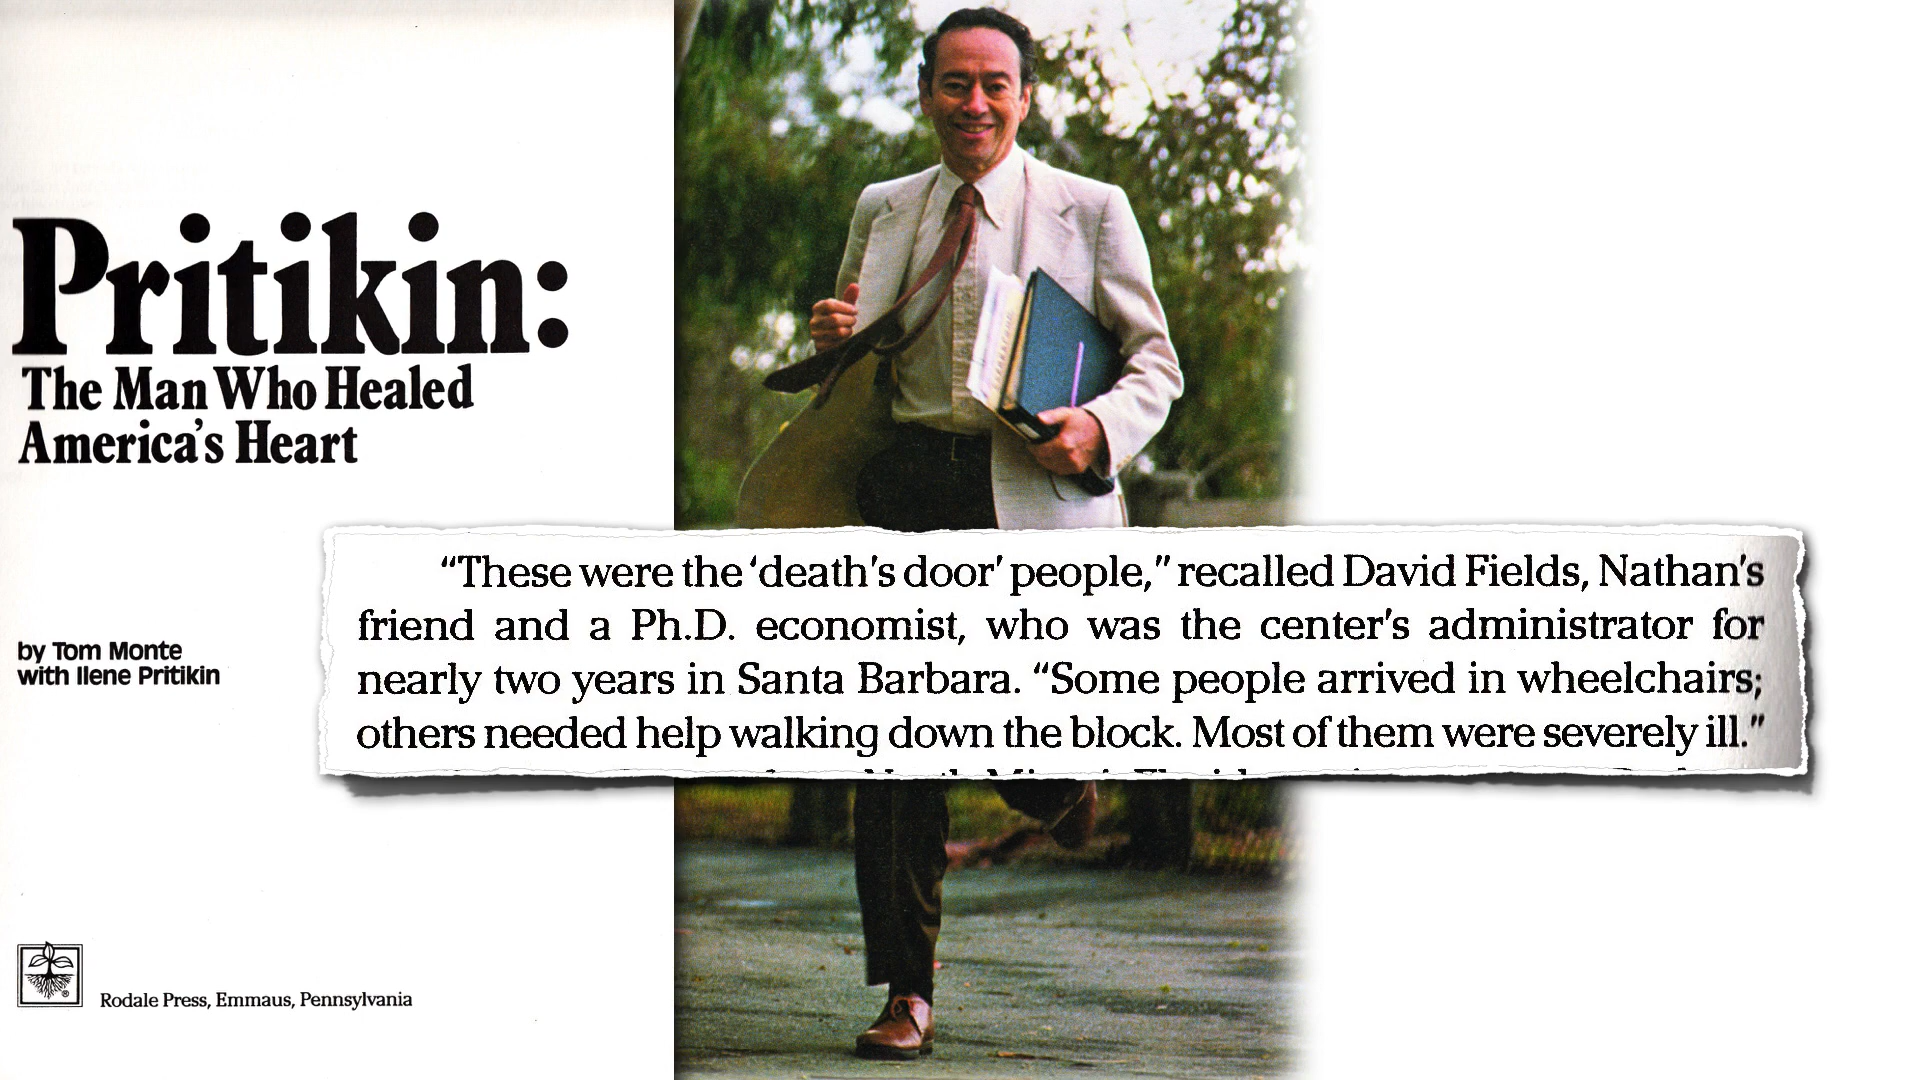 Pritikin:
The Man Who Healed
America's Heart
by Tom Monte
with Ilene Pritikin
Rodale Press, Emmaus, Pennsylvania
“These were the ‘death’s door’ people,” recalled David Fields, Nathan’s
friend and a Ph.D. economist, who was the center’s administrator for
nearly two years in Santa Barbara. “Some people arrived in wheelchairs;
others needed help walking down the block. Most of them were severely ill.”